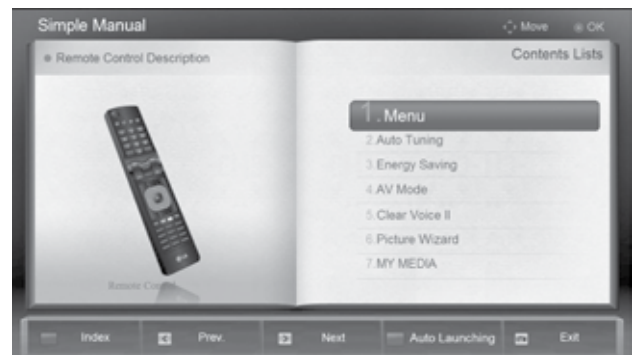 Simple Manual
Move
OK
Remote Control Description
Contents Lists
1. Menu
2.Auto Tuning
3.Energy Saving
4.AV Mode
5.Clear Voice II
6.Picture Wizard
7.MY MEDIA
Remote Control
Index
Prev.
Next
Auto Launching
Exit